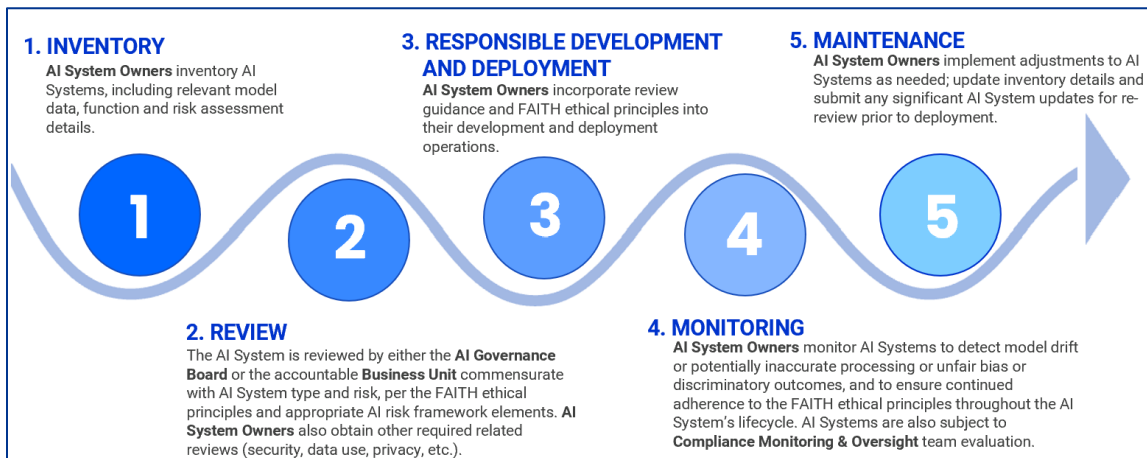 1. INVENTORY
AI System Owners inventory AI
Systems, including relevant model
data, function and risk assessment
details.
1
2
2. REVIEW
The AI System is reviewed by either the AI Governance
Board or the accountable Business Unit commensurate
with AI System type and risk, per the FAITH ethical
principles and appropriate AI risk framework elements. AI
System Owners also obtain other required related
reviews (security, data use, privacy, etc.).
3. RESPONSIBLE DEVELOPMENT
AND DEPLOYMENT
AI System Owners incorporate review
guidance and FAITH ethical principles into
their development and deployment
operations.
3
4
4. MONITORING
AI System Owners monitor AI Systems to detect model drift
or potentially inaccurate processing or unfair bias or
discriminatory outcomes, and to ensure continued
adherence to the FAITH ethical principles throughout the AI
System's lifecycle. AI Systems are also subject to
Compliance Monitoring & Oversight team evaluation.
5. MAINTENANCE
AI System Owners implement adjustments to AI
Systems as needed; update inventory details and
submit any significant AI System updates for re-
review prior to deployment.
5